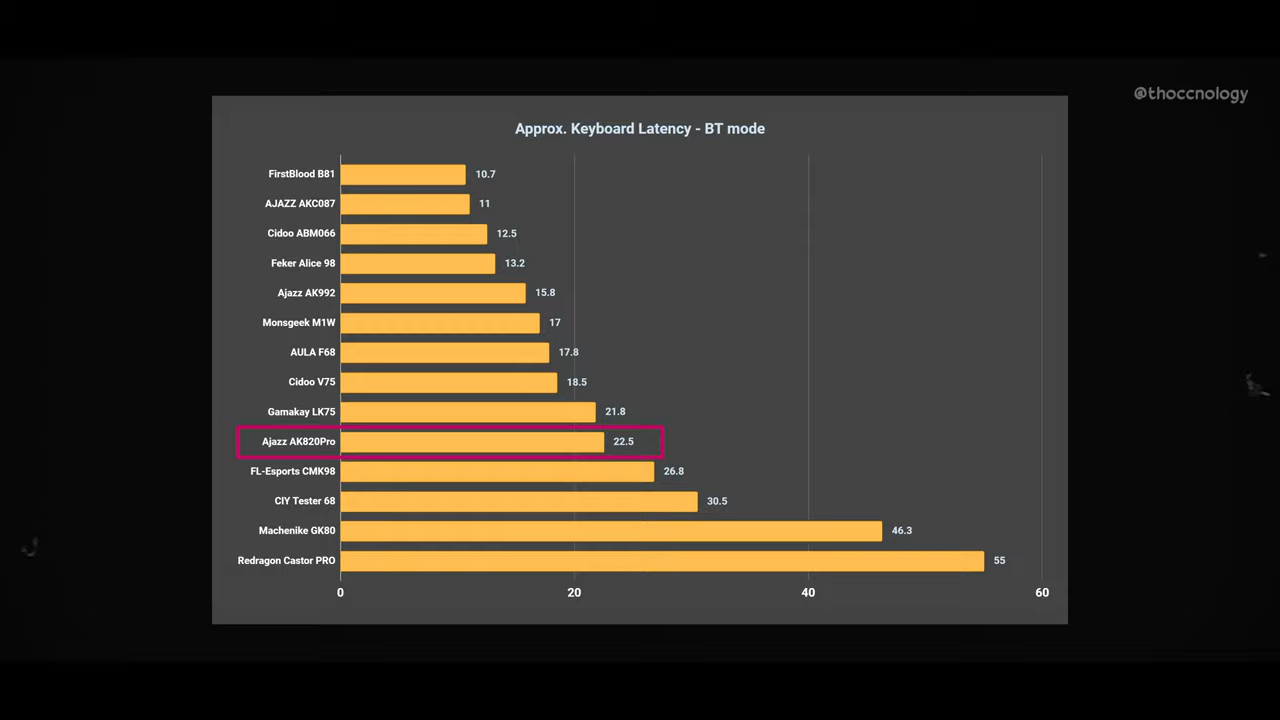 @thoccnology
Approx. Keyboard Latency - BT mode
FirstBlood B81 10.7
AJAZZ AKC087 11
Cidoo ABM066 12.5
Feker Alice 98 13.2
Ajazz AK992 15.8
Monsgeek M1W 17
AULA F68 17.8
Cidoo V75 18.5
Gamakay LK75 21.8
Ajazz AK820Pro 22.5
FL-Esports CMK98 26.8
CIY Tester 68 30.5
Machenike GK80 46.3
Redragon Castor PRO 55
0 20 40 60